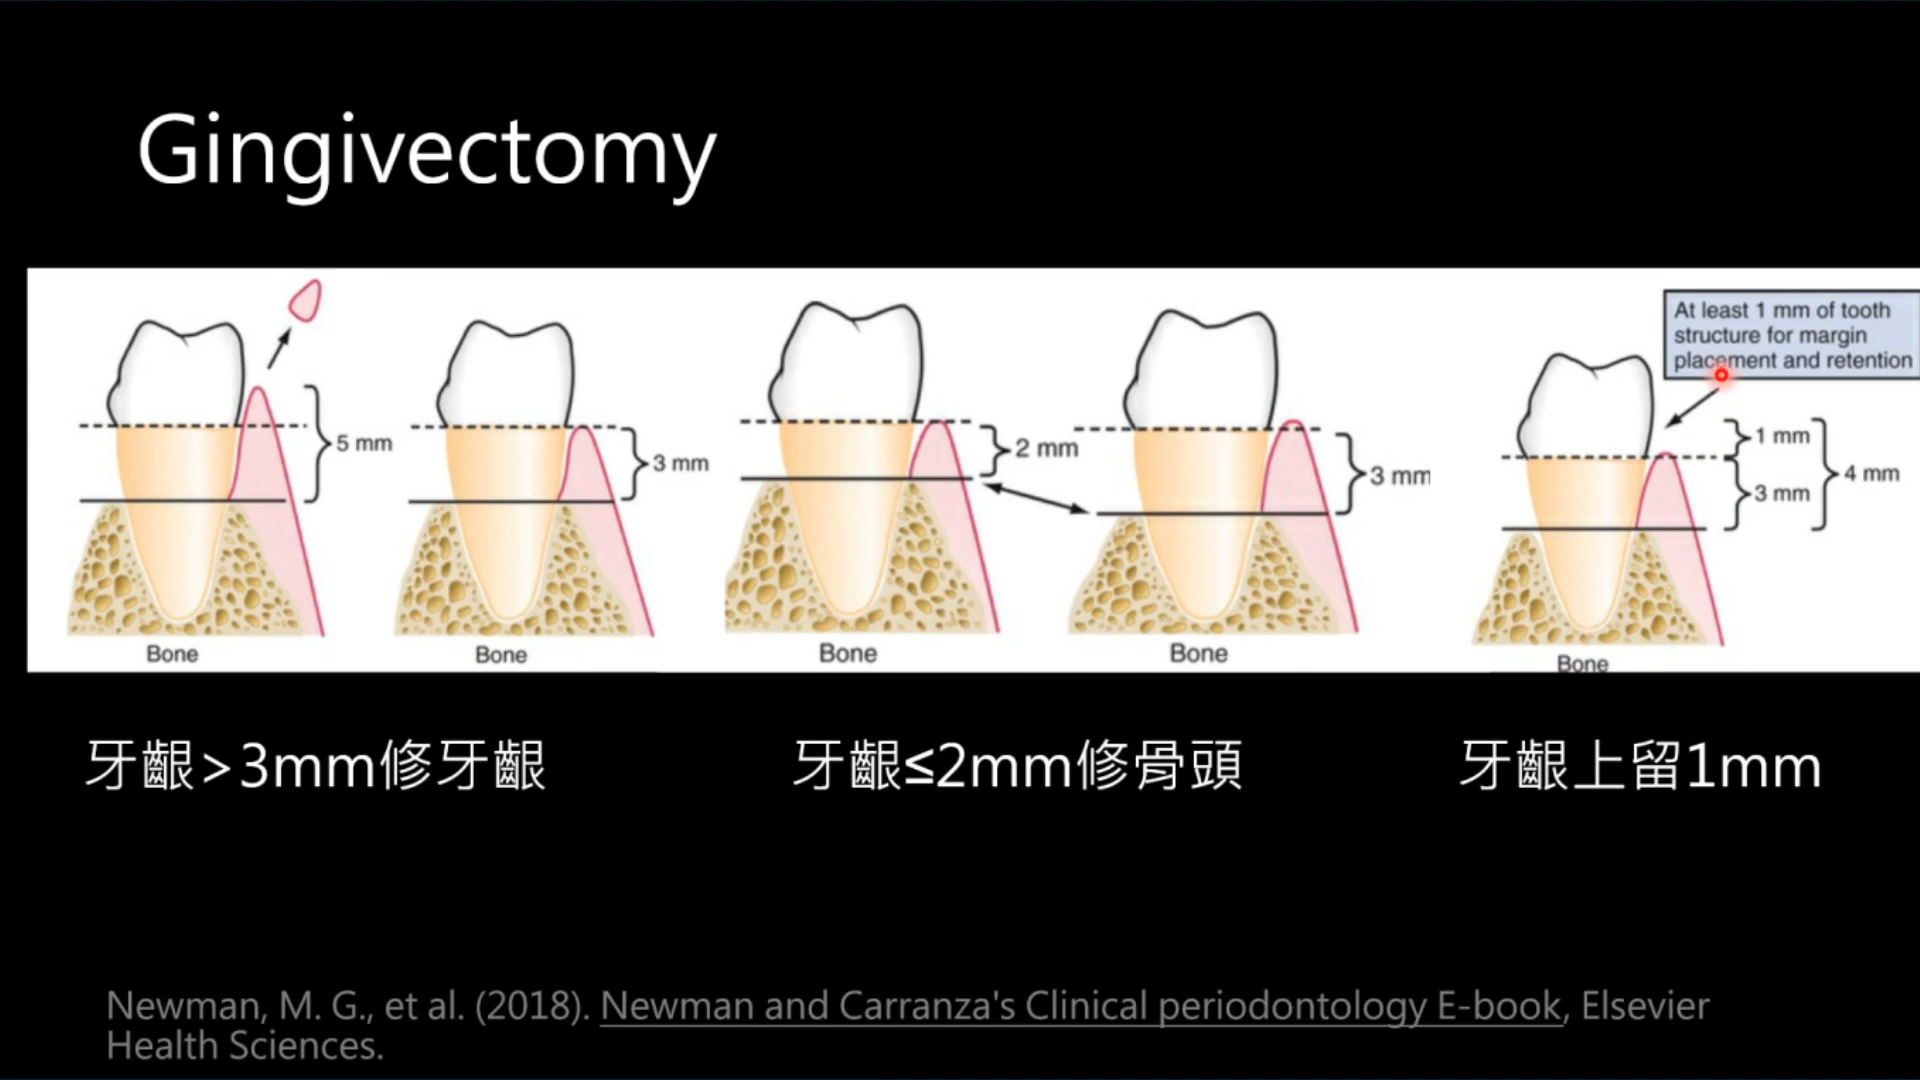 Gingivectomy
At least 1 mm of tooth
structure for margin
placement and retention
5 mm
3 mm
2 mm
3 mm
1 mm
3 mm
4 mm
Bone
Bone
Bone
Bone
Bone
牙齦>3mm修牙齦
牙齦≤2mm修骨頭
牙齦上留1mm
Newman, M. G., et al. (2018). Newman and Carranza's Clinical periodontology E-book, Elsevier
Health Sciences.